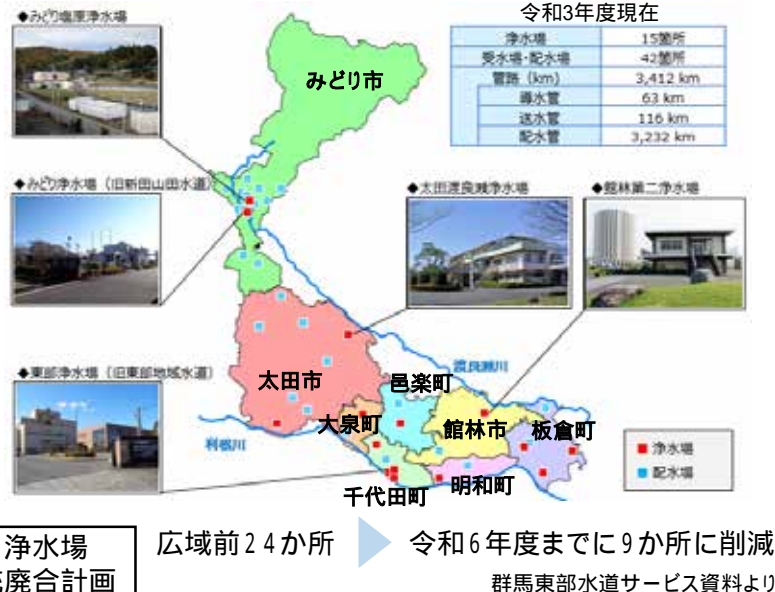 ◆みどり塩原浄水場
令和3年度現在
浄水場 15箇所
受水場・配水場 42箇所
管路(km) 3,412 km
導水管 63 km
送水管 116 km
配水管 3,232 km
みどり市
◆みどり浄水場(旧新田山田水道)
◆太田渡良瀬浄水場
◆館林第二浄水場
◆東部浄水場(旧東部地域水道)
渡良瀬川
太田市
邑楽町
大泉町
館林市
板倉町
利根川
千代田町
明和町
浄水場
配水場
浄水場
廃合計画
広域前24か所
令和6年度までに9か所に削減
群馬東部水道サービス資料より